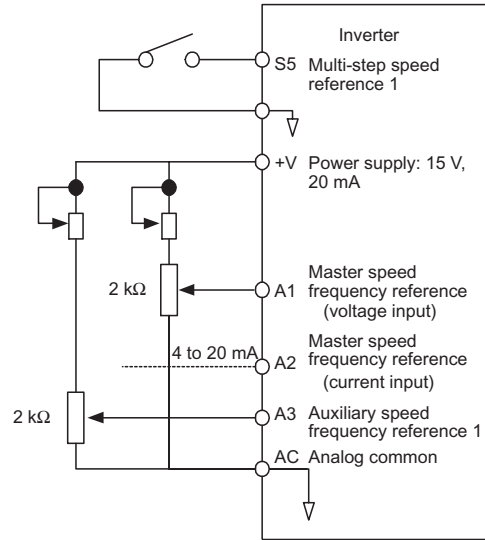 Inverter
S5 Multi-step speed
reference 1
+V Power supply: 15 V,
20 mA
2 kΩ
A1 Master speed
frequency reference
(voltage input)
4 to 20 mA
A2 Master speed
frequency reference
(current input)
2 kΩ
A3 Auxiliary speed
frequency reference 1
AC Analog common